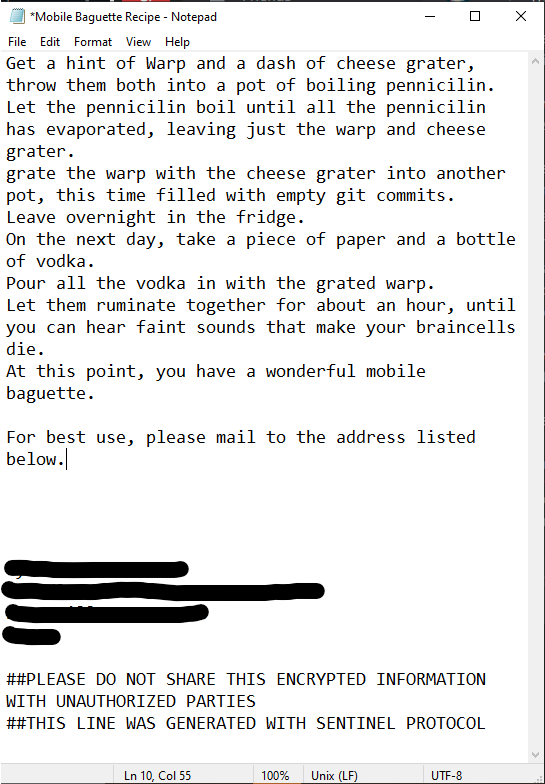 *Mobile Baguette Recipe - Notepad
File Edit Format View Help
Get a hint of Warp and a dash of cheese grater,
throw them both into a pot of boiling pennicilin.
Let the pennicilin boil until all the pennicilin
has evaporated, leaving just the warp and cheese
grater.
grate the warp with the cheese grater into another
pot, this time filled with empty git commits.
Leave overnight in the fridge.
On the next day, take a piece of paper and a bottle
of vodka.
Pour all the vodka in with the grated warp.
Let them ruminate together for about an hour, until
you can hear faint sounds that make your braincells
die.
At this point, you have a wonderful mobile
baguette.
For best use, please mail to the address listed
below.
##PLEASE DO NOT SHARE THIS ENCRYPTED INFORMATION
WITH UNAUTHORIZED PARTIES
##THIS LINE WAS GENERATED WITH SENTINEL PROTOCOL
Ln 10, Col 55 100% Unix (LF) UTF-8